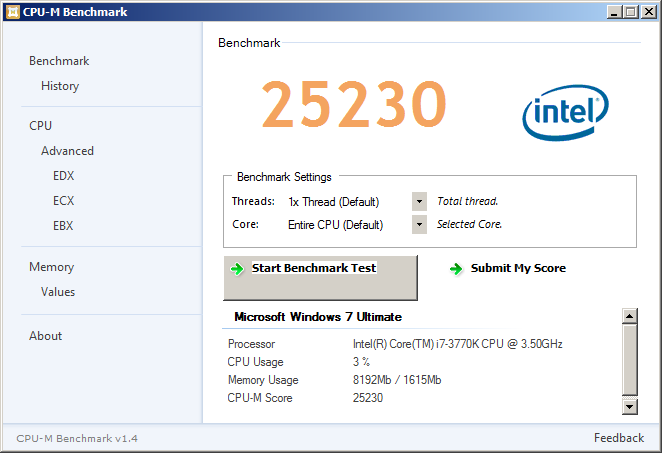 CPU-M Benchmark
Benchmark
History
CPU
Advanced
EDX
ECX
EBX
Memory
Values
About
Benchmark
25230
intel
Benchmark Settings
Threads: 1x Thread (Default) Total thread.
Core: Entire CPU (Default) Selected Core.
Start Benchmark Test Submit My Score
Microsoft Windows 7 Ultimate
Processor Intel(R) Core(TM) i7-3770K CPU @ 3.50GHz
CPU Usage 3 %
Memory Usage 8192Mb / 1615Mb
CPU-M Score 25230
CPU-M Benchmark v1.4 Feedback